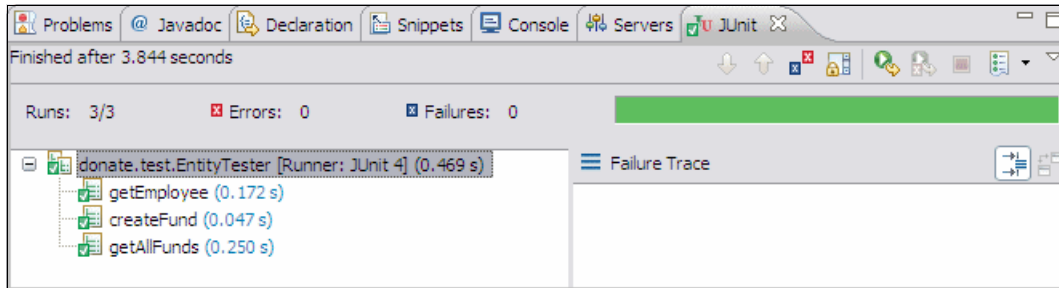 Problems @ Javadoc Declaration Snippets Console Servers JU JUnit
Finished after 3.844 seconds
Runs: 3/3 Errors: 0 Failures: 0
donate.test.EntityTester [Runner: JUnit 4] (0.469 s)
Failure Trace
getEmployee (0.172 s)
createFund (0.047 s)
getAllFunds (0.250 s)